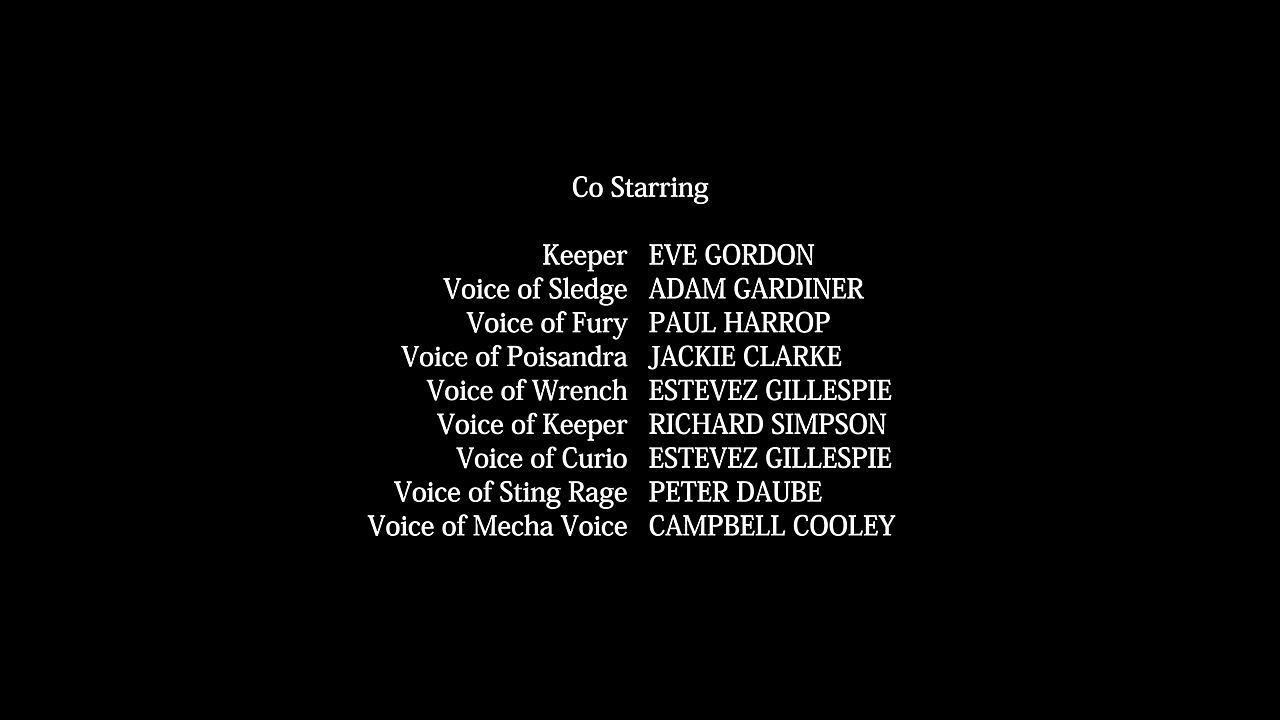 Co Starring
Keeper EVE GORDON
Voice of Sledge ADAM GARDINER
Voice of Fury PAUL HARROP
Voice of Poisandra JACKIE CLARKE
Voice of Wrench ESTEVEZ GILLESPIE
Voice of Keeper RICHARD SIMPSON
Voice of Curio ESTEVEZ GILLESPIE
Voice of Sting Rage PETER DAUBE
Voice of Mecha Voice CAMPBELL COOLEY